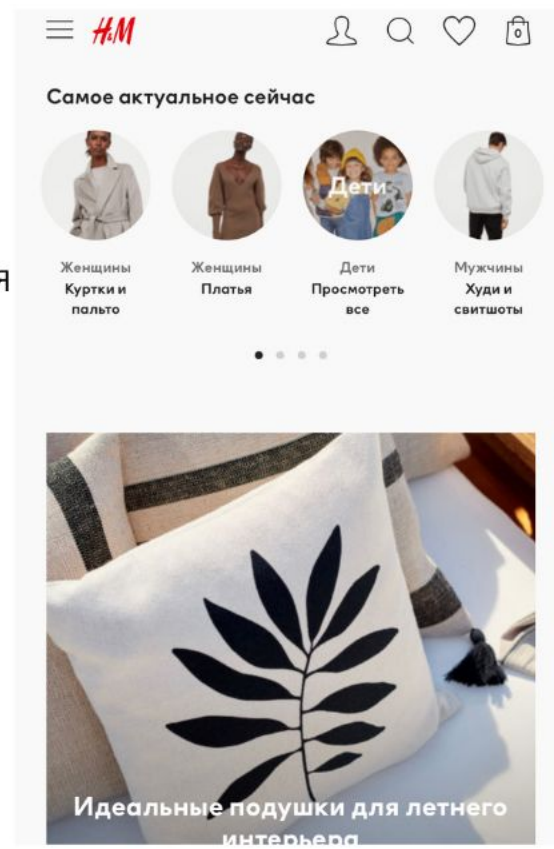 H&M
0
Самое актуальное сейчас
Дети
Женщины
Куртки и
пальто
Женщины
Платья
Дети
Просмотреть
все
Мужчины
Худи и
свитшоты
я
Идеальные подушки для летнего
интерьера